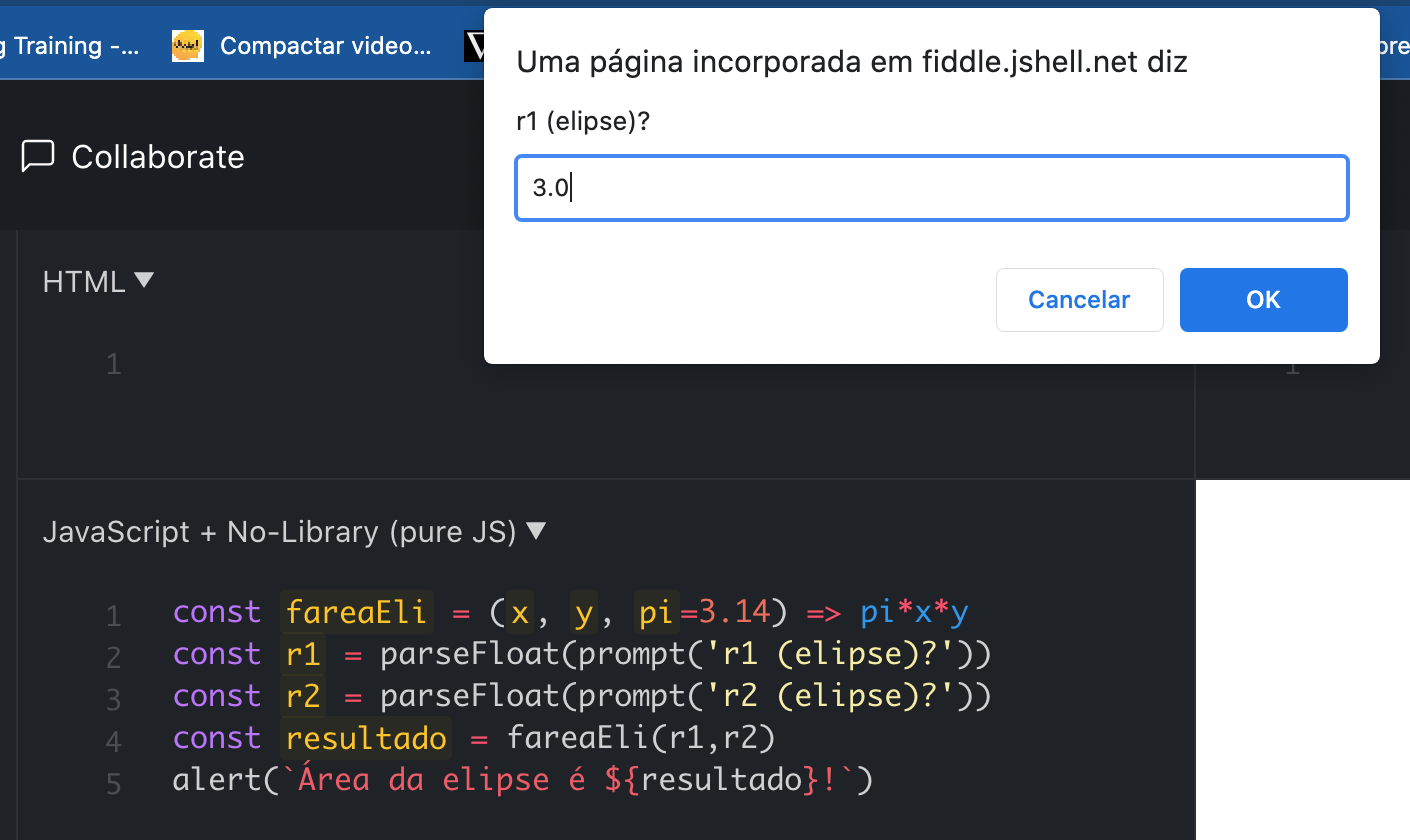 Training -...
Compactar video...
Uma página incorporada em fiddle.jshell.net diz
r1 (elipse)?
3.0
Cancelar
OK
Collaborate
HTML ▼
1
1
JavaScript + No-Library (pure JS) ▼
1 const fareaEli = (x, y, pi=3.14) => pi*x*y
2 const r1 = parseFloat(prompt('r1 (elipse)?'))
3 const r2 = parseFloat(prompt('r2 (elipse)?'))
4 const resultado = fareaEli(r1,r2)
5 alert(`Área da elipse é ${resultado}!`)